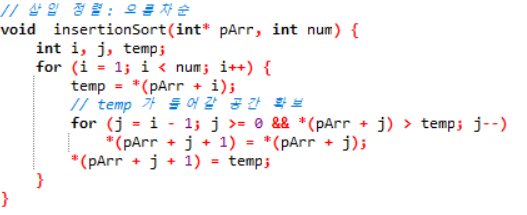 // 삽입 정렬: 오름차순
void  insertionSort(int* pArr, int num) {
    int i, j, temp;
    for (i = 1; i < num; i++) {
        temp = *(pArr + i);
        // temp 가 들어갈 공간 확보
        for (j = i - 1; j >= 0 && *(pArr + j) > temp; j--)
            *(pArr + j + 1) = *(pArr + j);
        *(pArr + j + 1) = temp;
    }
}